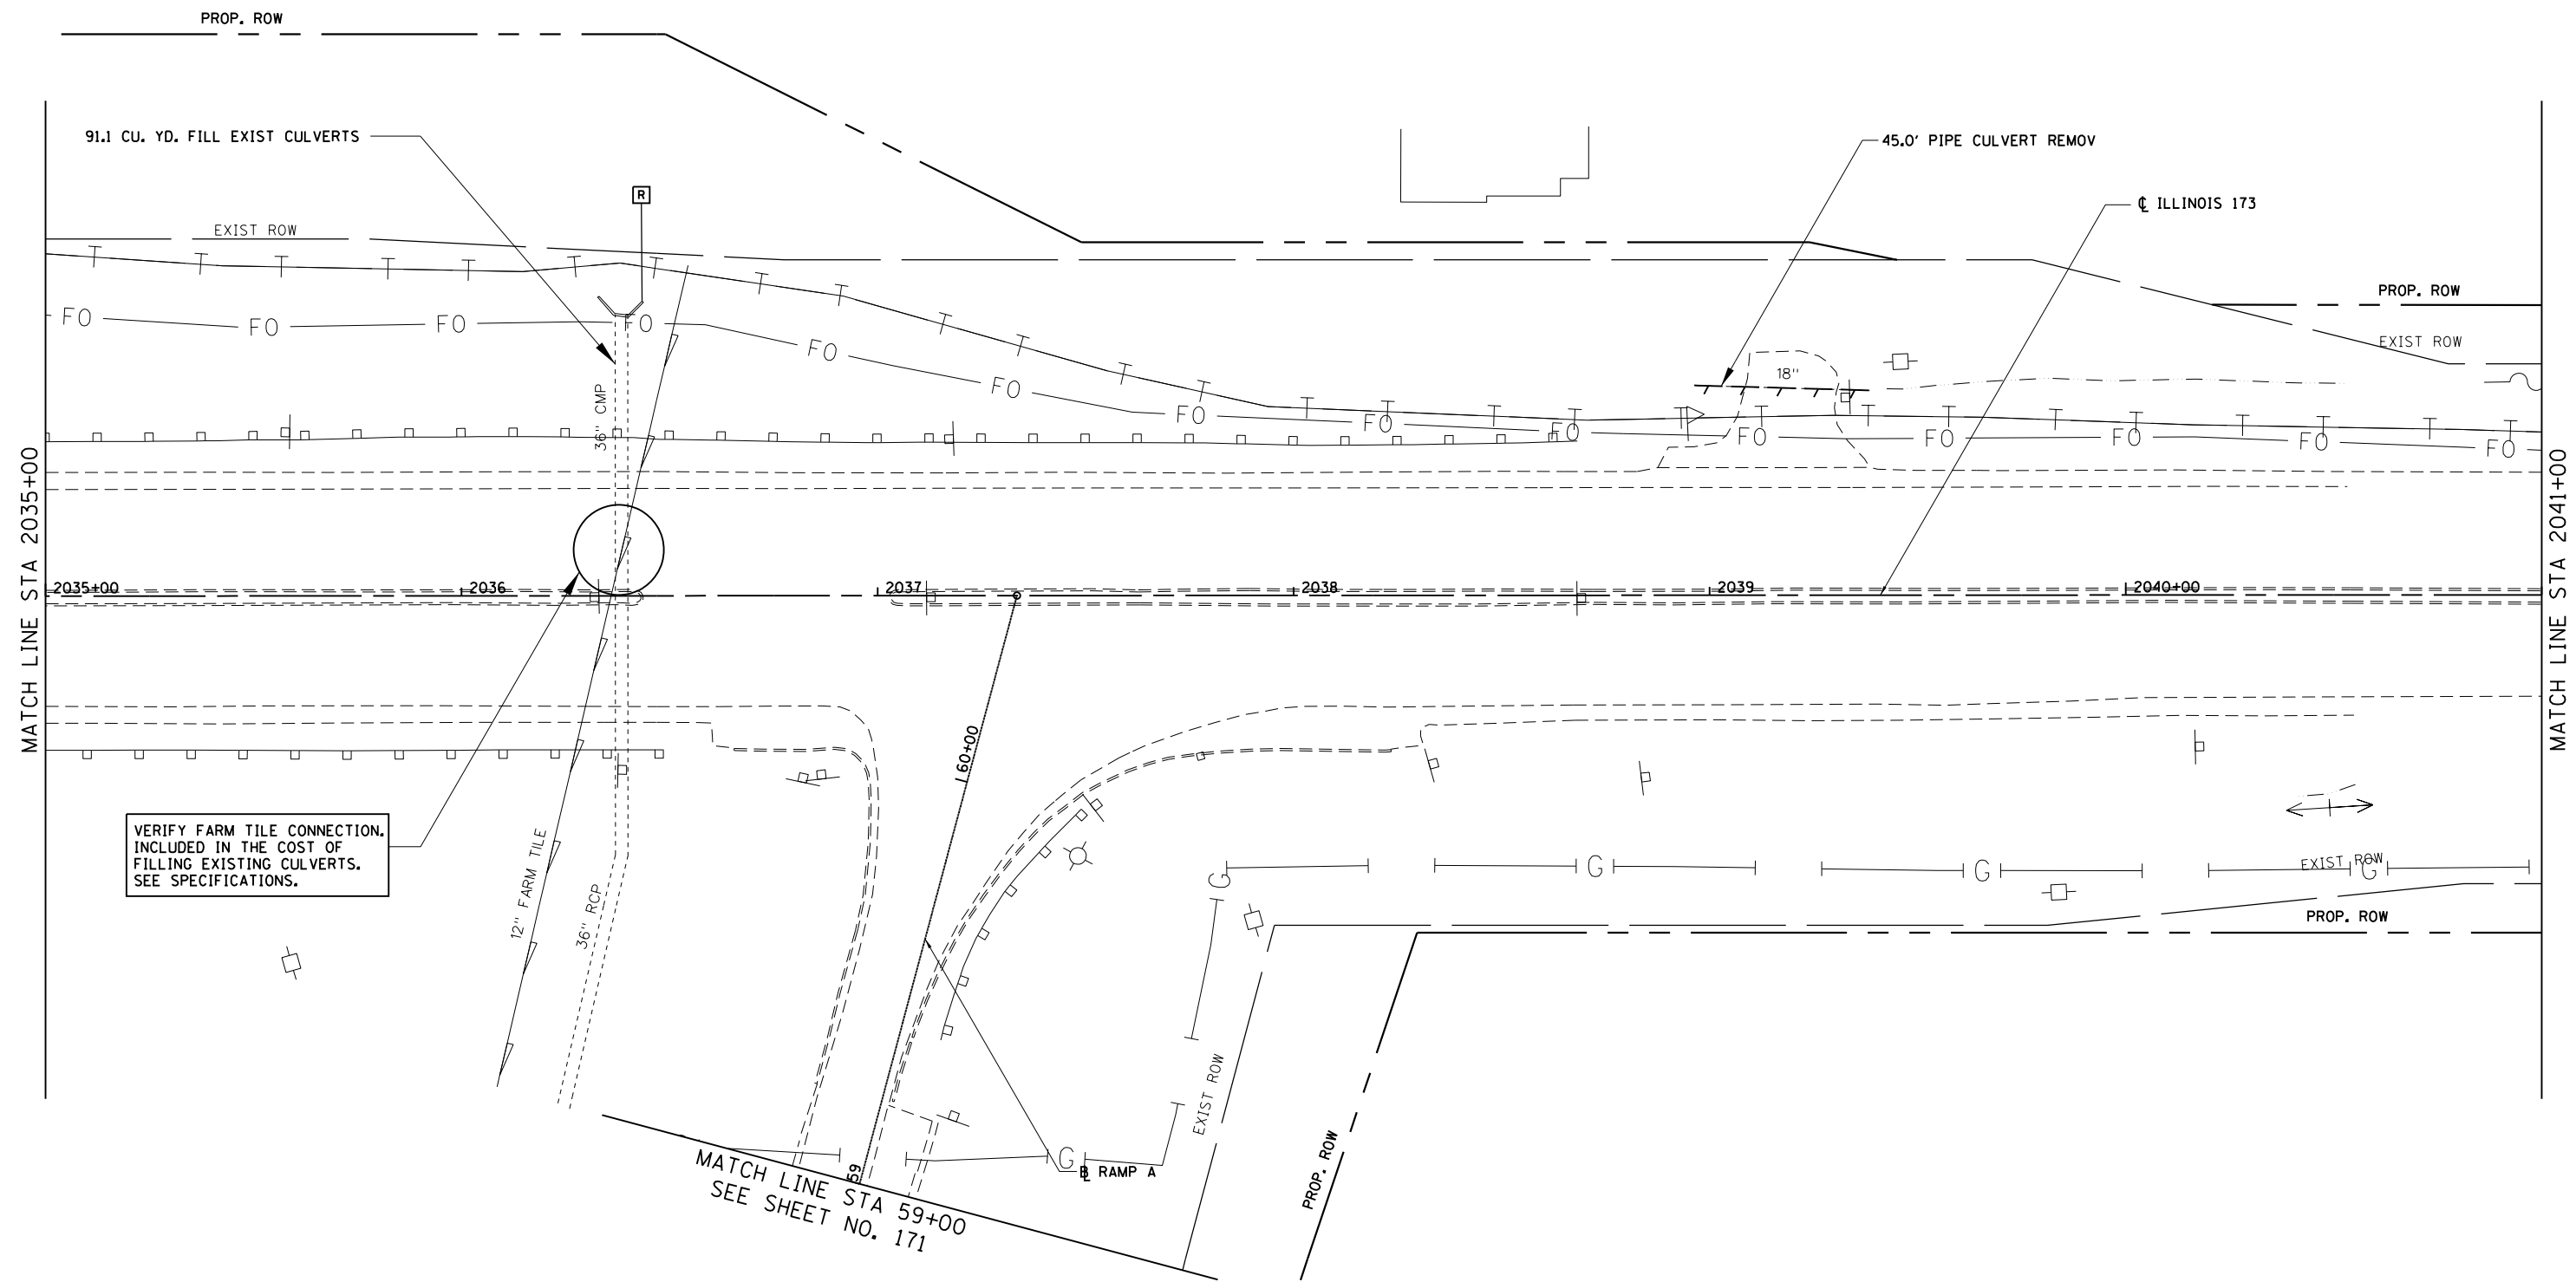 PROP. ROW
91.1 CU. YD. FILL EXIST CULVERTS
45.0' PIPE CULVERT REMOV
R
℄ ILLINOIS 173
EXIST ROW
PROP. ROW
EXIST ROW
FO FO FO FO FO FO FO FO FO FO FO FO FO FO
18"
36" CMP
MATCH LINE STA 2035+00
MATCH LINE STA 2041+00
2035+00 2036 2037 2038 2039 2040+00
60+00
VERIFY FARM TILE CONNECTION.
INCLUDED IN THE COST OF
FILLING EXISTING CULVERTS.
SEE SPECIFICATIONS.
12" FARM TILE
36" RCP
G G G G
EXIST ROW
PROP. ROW
EXIST ROW
PROP. ROW
G
59
BL RAMP A
MATCH LINE STA 59+00
SEE SHEET NO. 171